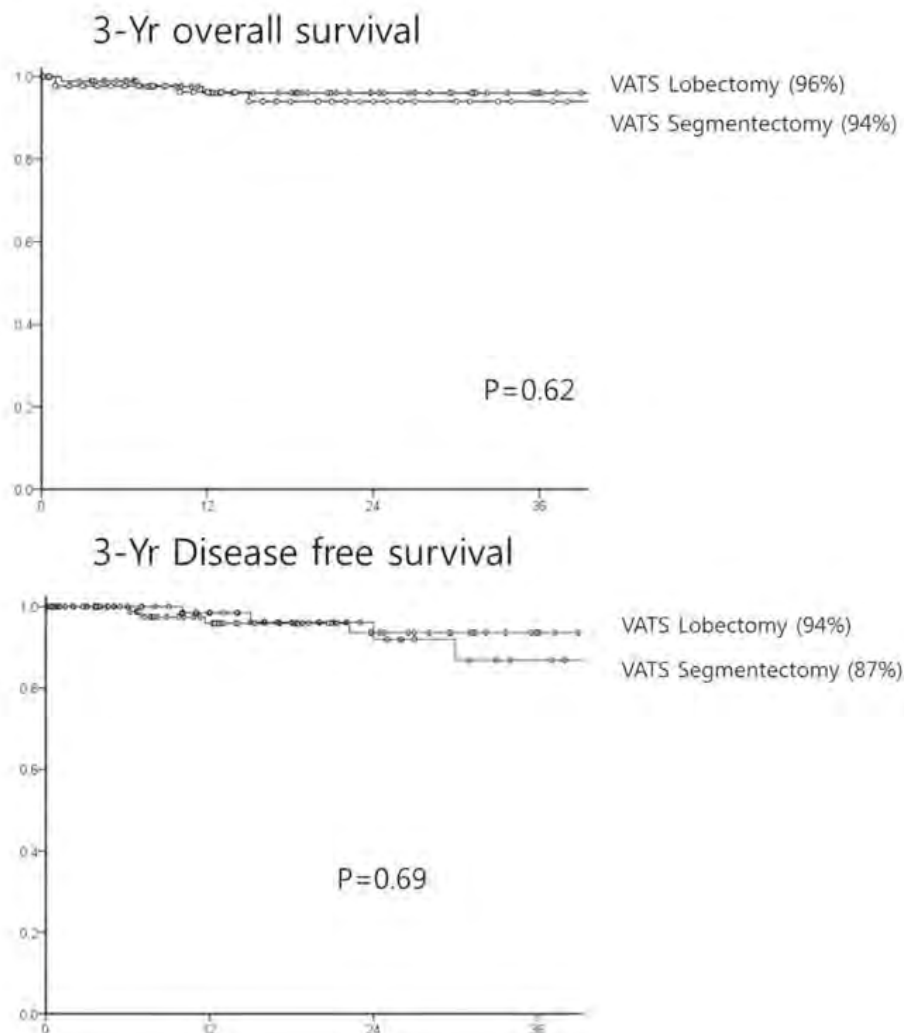 3-Yr overall survival
1.0
0.8
0.6
0.4
0.2
0.0
0 12 24 36
VATS Lobectomy (96%)
VATS Segmentectomy (94%)
P=0.62
3-Yr Disease free survival
1.0
0.8
0.6
0.4
0.2
0.0
0 12 24 36
VATS Lobectomy (94%)
VATS Segmentectomy (87%)
P=0.69